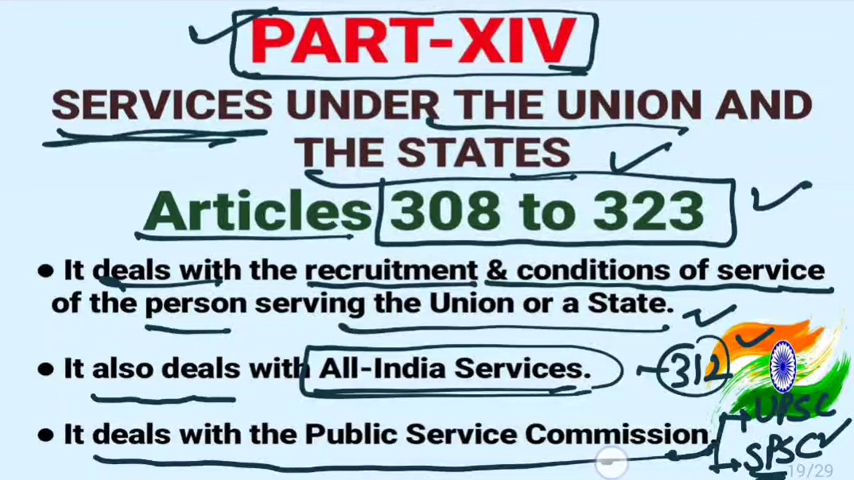 PART-XIV
SERVICES UNDER THE UNION AND
THE STATES
Articles 308 to 323
• It deals with the recruitment & conditions of service
of the person serving the Union or a State.
• It also deals with All-India Services. 312
UPSC
• It deals with the Public Service Commission.
SPSC
19/29